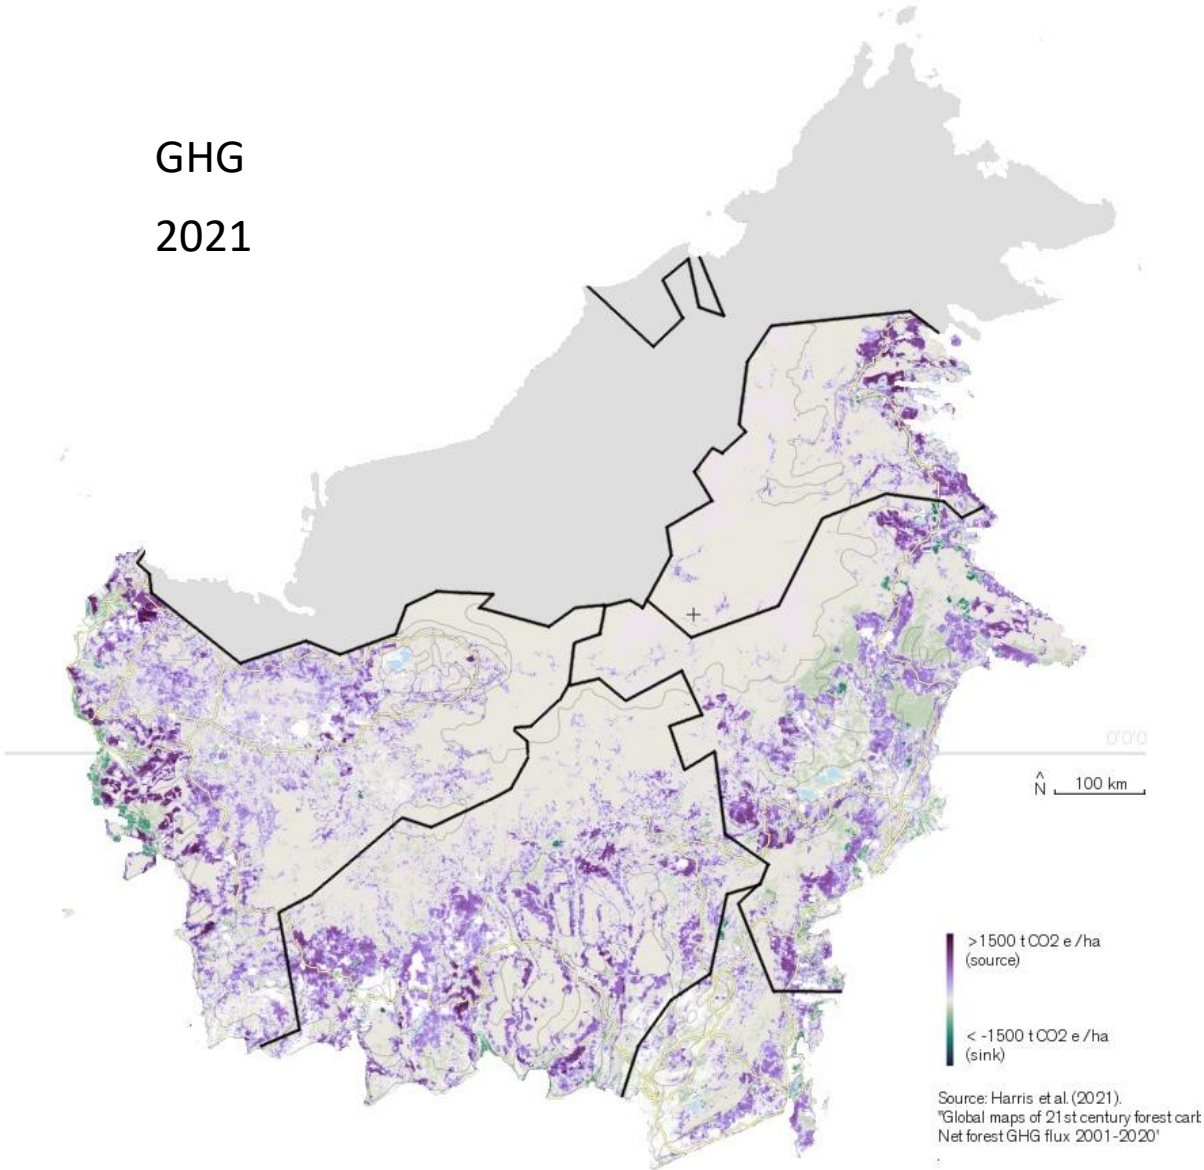 GHG
2021
0°0'0
^
N 100 km
>1500 t CO2 e/ha
(source)
< -1500 t CO2 e/ha
(sink)
Source: Harris et al. (2021).
"Global maps of 21st century forest carb
Net forest GHG flux 2001-2020"